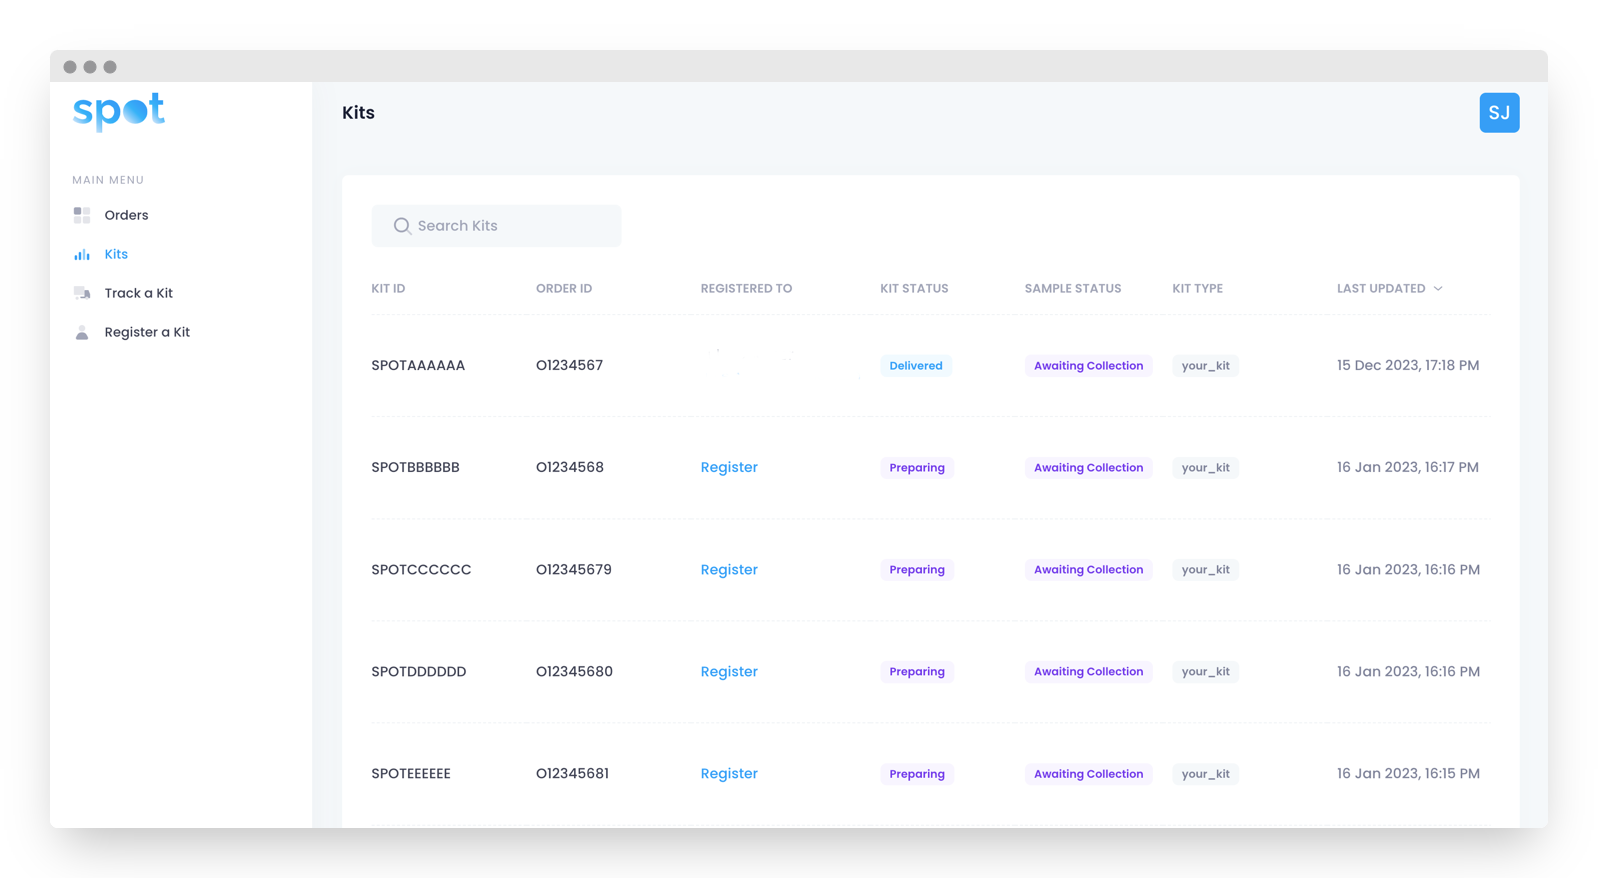 spot
Kits
SJ
MAIN MENU
Orders
Kits
Track a Kit
Register a Kit
Search Kits
KIT ID ORDER ID REGISTERED TO KIT STATUS SAMPLE STATUS KIT TYPE LAST UPDATED
SPOTAAAAAA O1234567 Delivered Awaiting Collection your_kit 15 Dec 2023, 17:18 PM
SPOTBBBBBB O1234568 Register Preparing Awaiting Collection your_kit 16 Jan 2023, 16:17 PM
SPOTCCCCCC O12345679 Register Preparing Awaiting Collection your_kit 16 Jan 2023, 16:16 PM
SPOTDDDDDD O12345680 Register Preparing Awaiting Collection your_kit 16 Jan 2023, 16:16 PM
SPOTEEEEEE O12345681 Register Preparing Awaiting Collection your_kit 16 Jan 2023, 16:15 PM